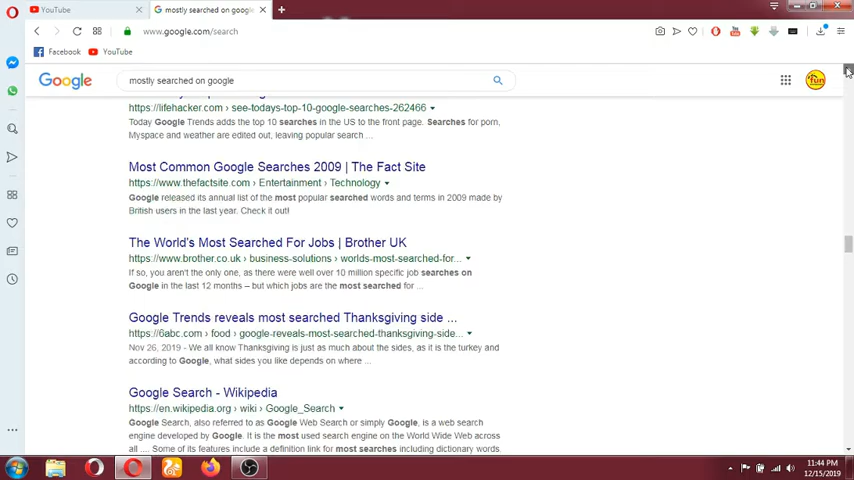 YouTube
mostly searched on google
www.google.com/search
Facebook
YouTube
Google
mostly searched on google
fun
https://lifehacker.com › see-todays-top-10-google-searches-262466
Today Google Trends adds the top 10 searches in the US to the front page. Searches for porn,
Myspace and weather are edited out, leaving popular search ...
Most Common Google Searches 2009 | The Fact Site
https://www.thefactsite.com › Entertainment › Technology
Google released its annual list of the most popular searched words and terms in 2009 made by
British users in the last year. Check it out!
The World's Most Searched For Jobs | Brother UK
https://www.brother.co.uk › business-solutions › worlds-most-searched-for...
If so, you aren't the only one, as there were well over 10 million specific job searches on
Google in the last 12 months – but which jobs are the most searched for ...
Google Trends reveals most searched Thanksgiving side ...
https://6abc.com › food › google-reveals-most-searched-thanksgiving-side...
Nov 26, 2019 - We all know Thanksgiving is just as much about the sides, as it is the turkey and
according to Google, what sides you like depends on where ...
Google Search - Wikipedia
https://en.wikipedia.org › wiki › Google_Search
Google Search, also referred to as Google Web Search or simply Google, is a web search
engine developed by Google. It is the most used search engine on the World Wide Web across
all .... Some of its features include a definition link for most searches including dictionary words.
11:44 PM
12/15/2019